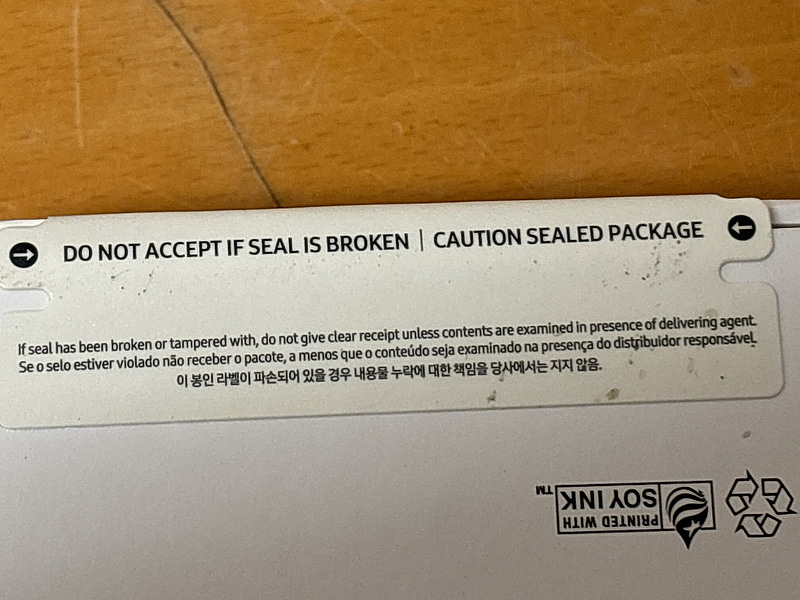 DO NOT ACCEPT IF SEAL IS BROKEN | CAUTION SEALED PACKAGE
If seal has been broken or tampered with, do not give clear receipt unless contents are examined in presence of delivering agent.
Se o selo estiver violado não receber o pacote, a menos que o conteúdo seja examinado na presença do distribuidor responsável.
이 봉인 라벨이 파손되어 있을 경우 내용물 누락에 대한 책임을 당사에서는 지지 않음.
PRINTED WITH
SOY INK™